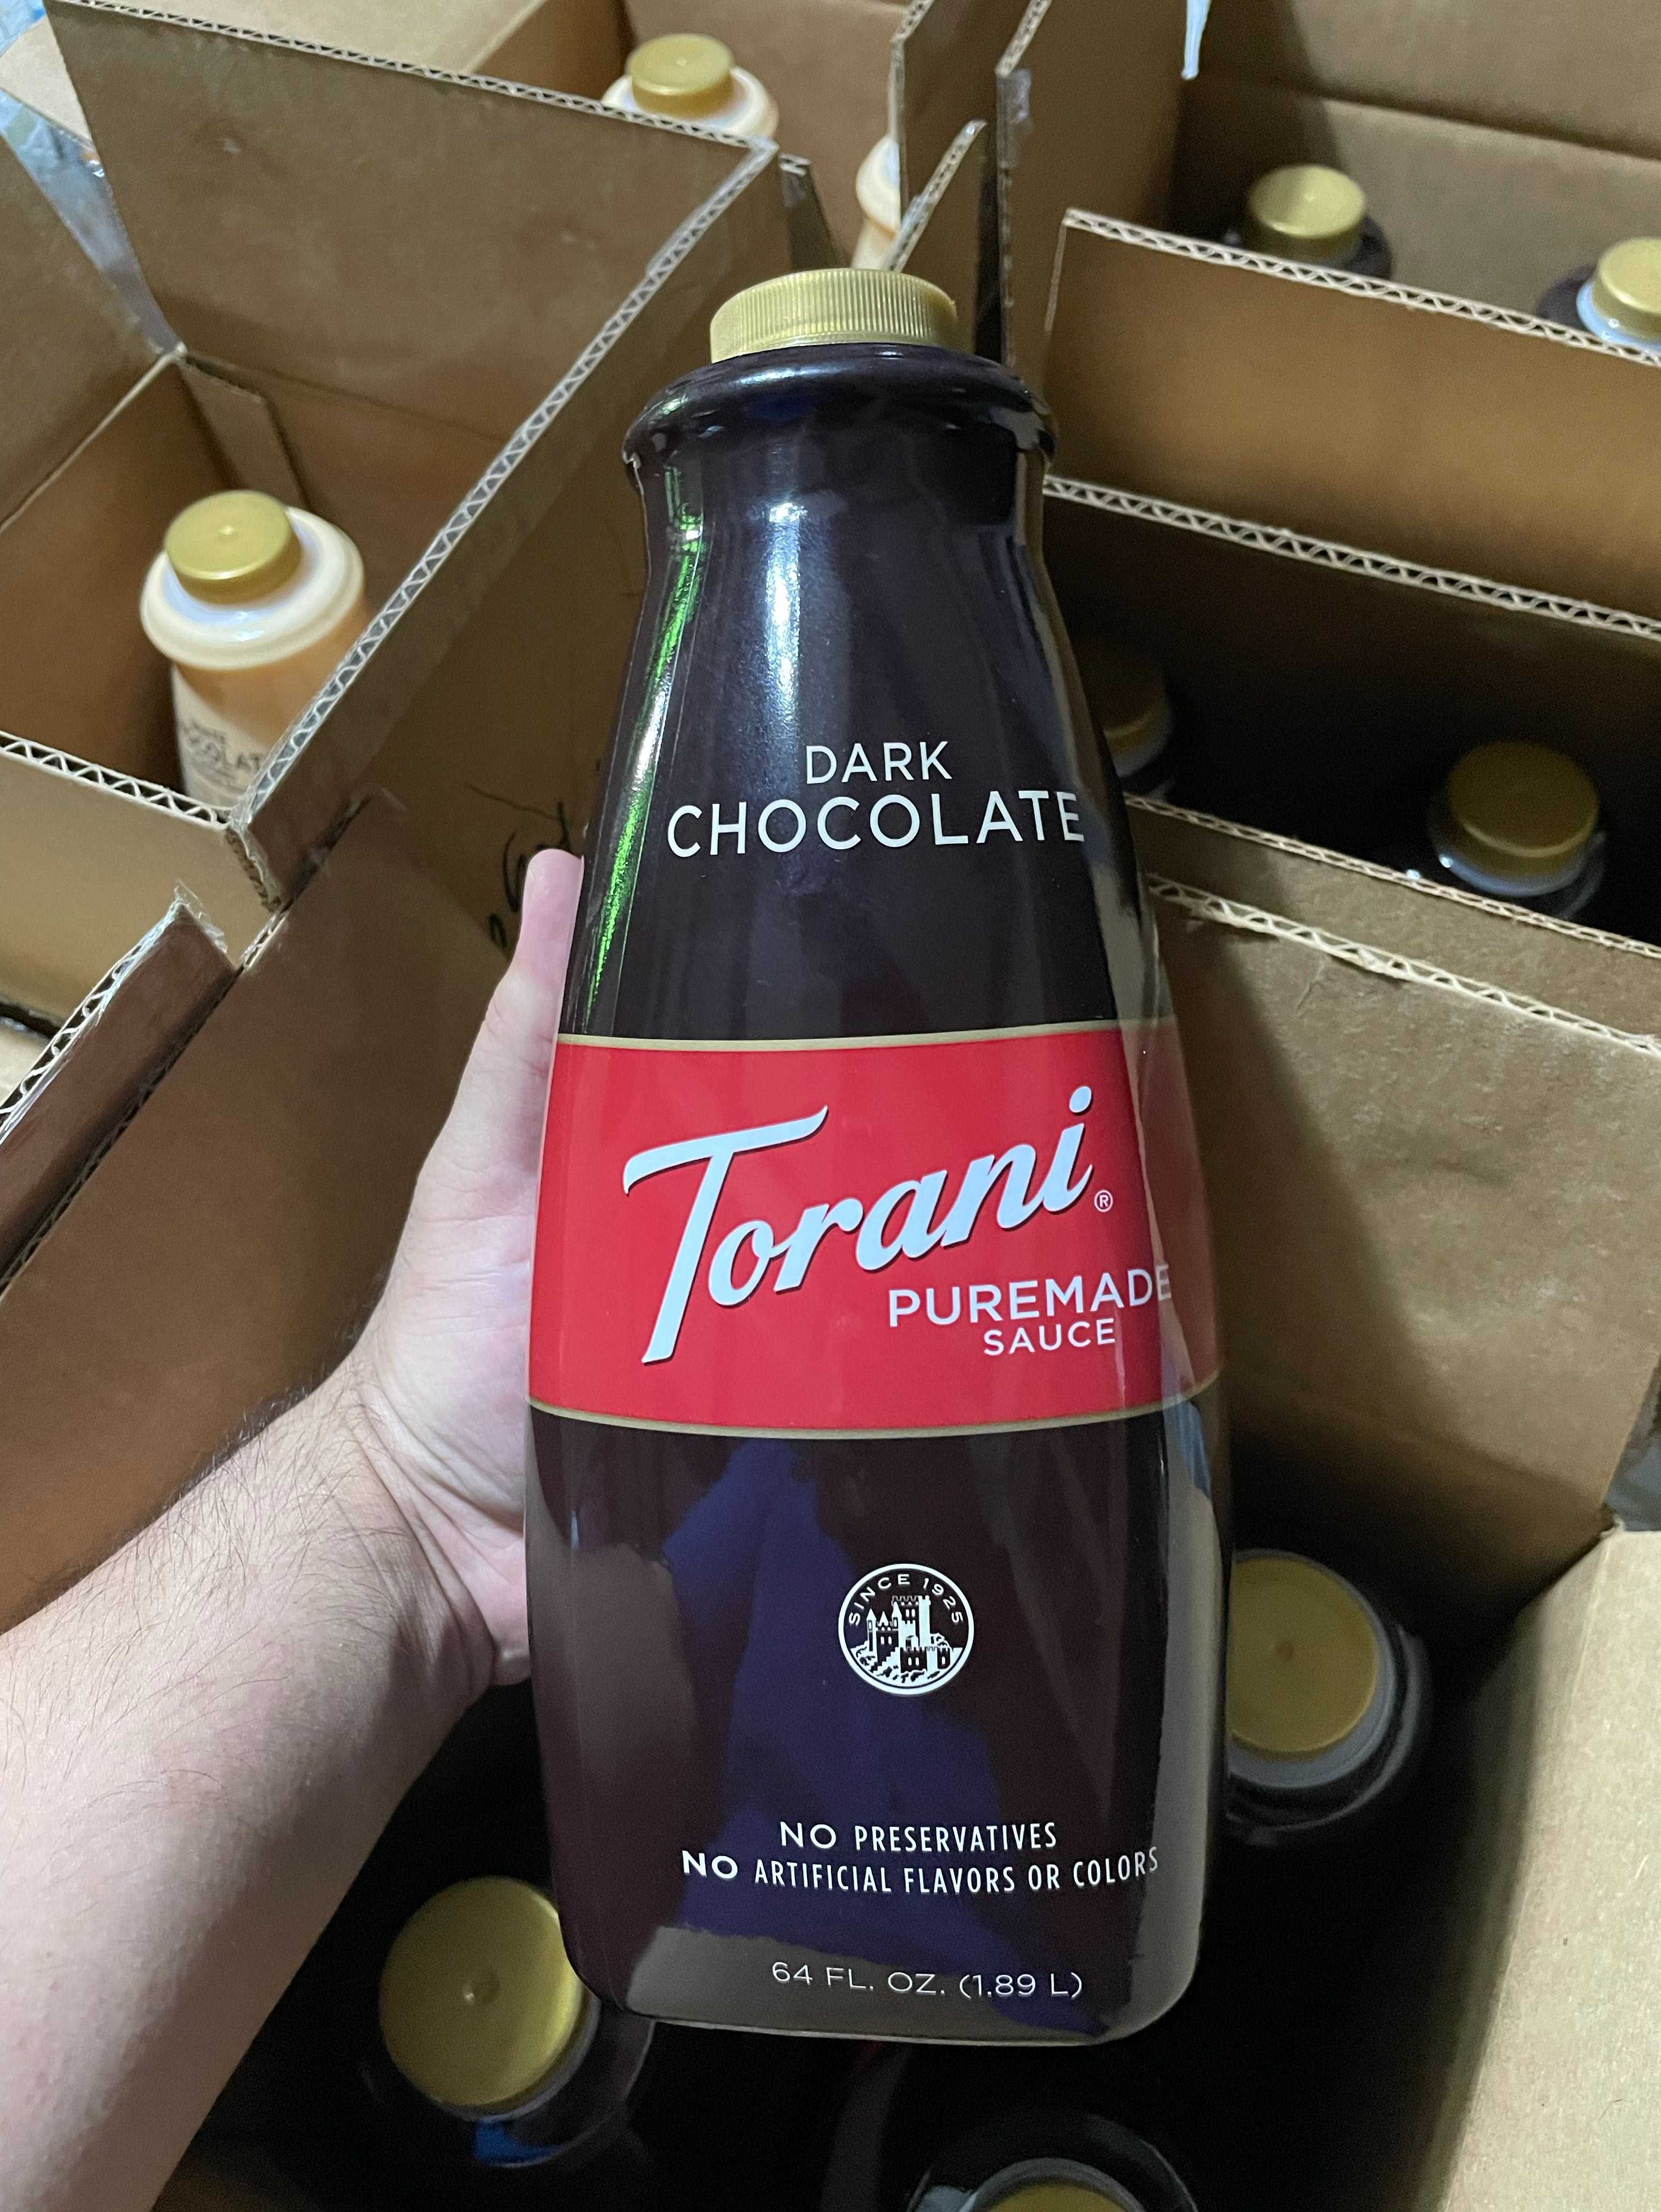 DARK
CHOCOLATE
Torani®
PUREMADE
SAUCE
SINCE 1925
NO PRESERVATIVES
NO ARTIFICIAL FLAVORS OR COLORS
64 FL. OZ. (1.89 L)